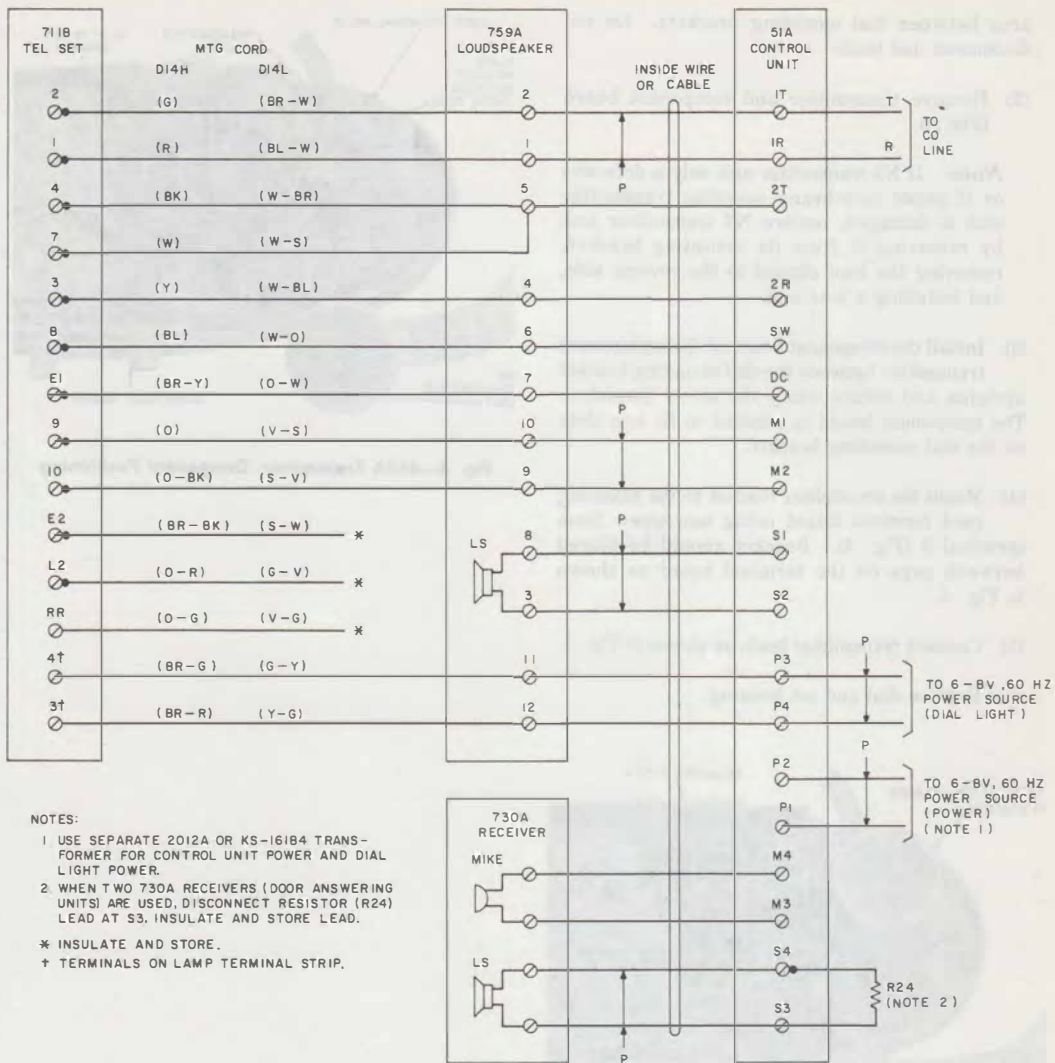 711B
TEL SET
MTG CORD
D14H D14L
759A
LOUDSPEAKER
INSIDE WIRE
OR CABLE
51A
CONTROL
UNIT
2 (G) (BR-W) 2 1T T
TO
CO
LINE
1 (R) (BL-W) 1 1R R
P
4 (BK) (W-BR) 5 2T
7 (W) (W-S)
3 (Y) (W-BL) 4 2R
8 (BL) (W-O) 6 SW
E1 (BR-Y) (O-W) 7 DC
P
9 (O) (V-S) 10 M1
10 (O-BK) (S-V) 9 M2
E2 (BR-BK) (S-W) *
LS 8 P S1
L2 (O-R) (G-V) *
3 S2
RR (O-G) (V-G) *
4† (BR-G) (G-Y) 11 P3 P
TO 6-8V, 60 HZ
POWER SOURCE
(DIAL LIGHT)
3† (BR-R) (Y-G) 12 P4
P2 P
TO 6-8V, 60 HZ
POWER SOURCE
(POWER)
(NOTE 1)
P1
730A
RECEIVER
MIKE M4
M3
LS S4
R24
(NOTE 2)
S3
P
NOTES:
1 USE SEPARATE 2012A OR KS-16184 TRANS-
FORMER FOR CONTROL UNIT POWER AND DIAL
LIGHT POWER.
2 WHEN TWO 730A RECEIVERS (DOOR ANSWERING
UNITS) ARE USED, DISCONNECT RESISTOR (R24)
LEAD AT S3. INSULATE AND STORE LEAD.
* INSULATE AND STORE.
† TERMINALS ON LAMP TERMINAL STRIP.